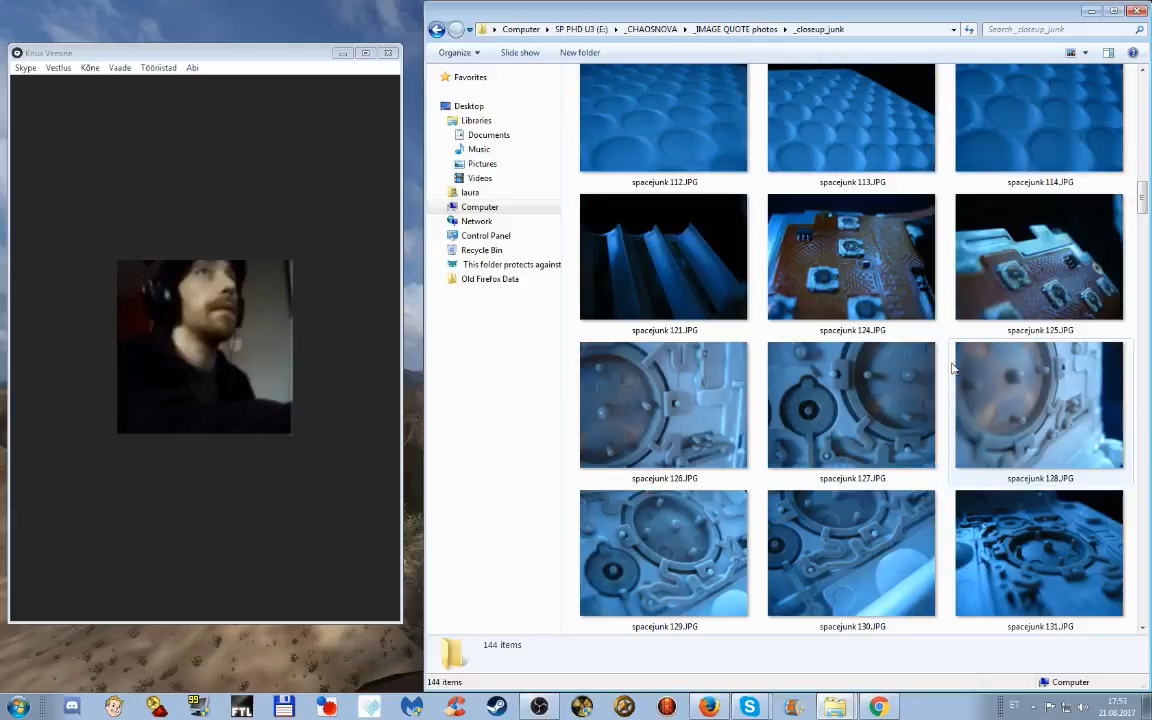 Knux Veeone
Skype Vestlus Kõne Vaade Tööriistad Abi
Computer SP PHD U3 (E:) _CHAOSNOVA _IMAGE QUOTE photos _closeup_junk
Search _closeup_junk
Organize Slide show New folder
Favorites
Desktop
Libraries
Documents
Music
Pictures
Videos
laura
Computer
Network
Control Panel
Recycle Bin
This folder protects against
Old Firefox Data
spacejunk 112.JPG spacejunk 113.JPG spacejunk 114.JPG
spacejunk 121.JPG spacejunk 124.JPG spacejunk 125.JPG
spacejunk 126.JPG spacejunk 127.JPG spacejunk 128.JPG
spacejunk 129.JPG spacejunk 130.JPG spacejunk 131.JPG
144 items
144 items Computer
99
FTL
ET
17:53
21.08.2017